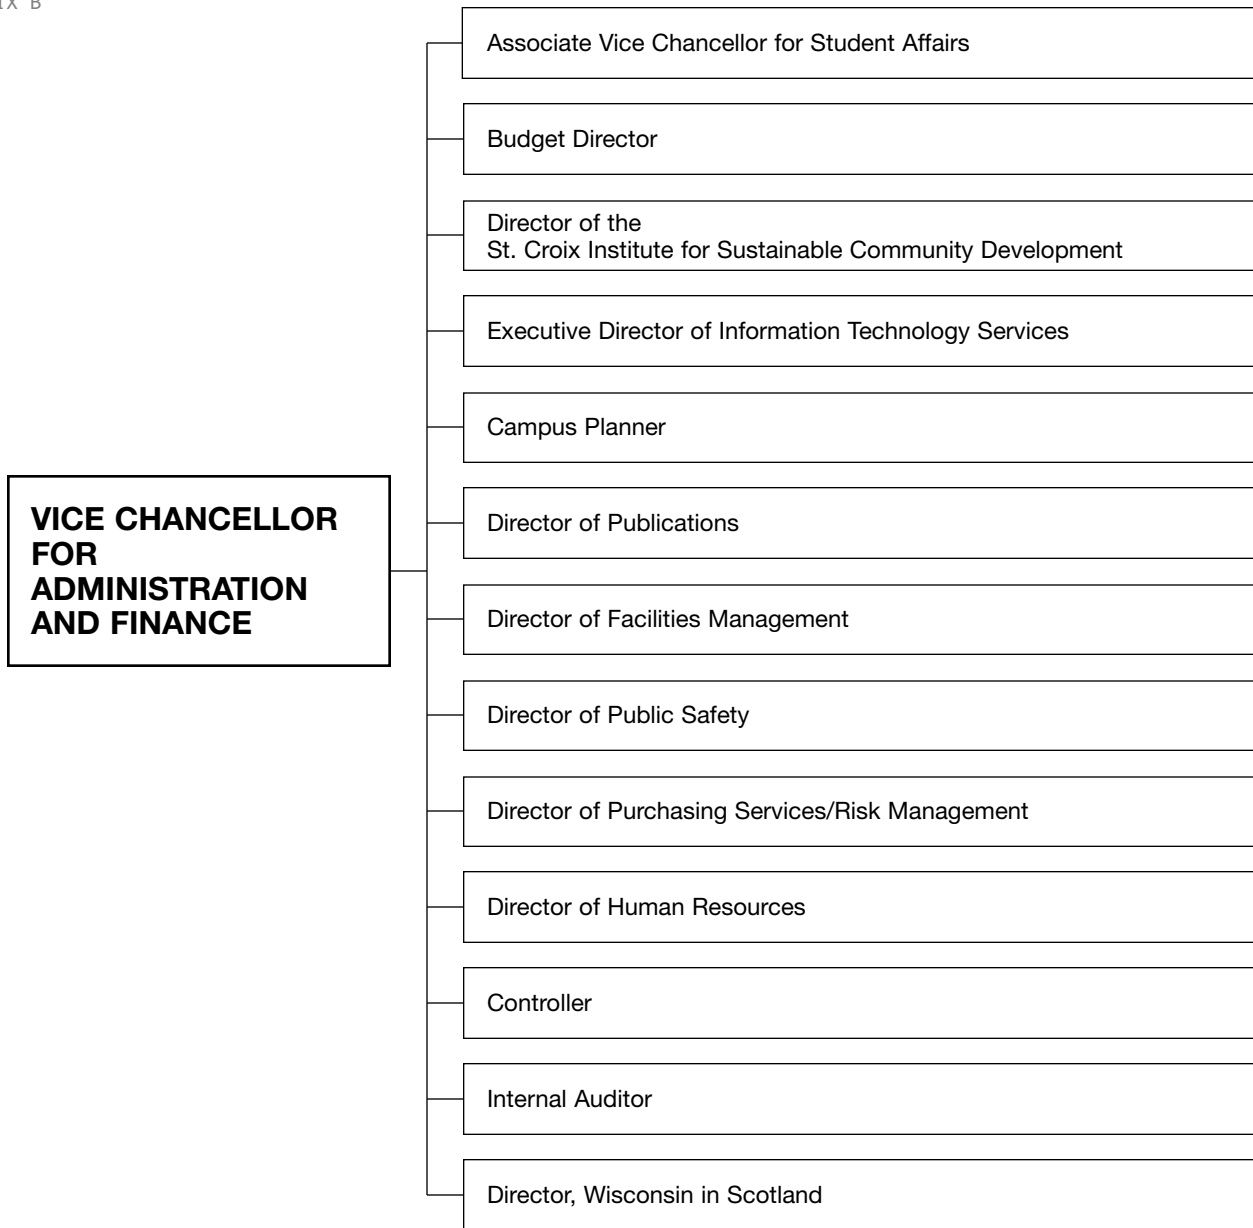 IX B
Associate Vice Chancellor for Student Affairs
Budget Director
Director of the
St. Croix Institute for Sustainable Community Development
Executive Director of Information Technology Services
Campus Planner
VICE CHANCELLOR
FOR
ADMINISTRATION
AND FINANCE
Director of Publications
Director of Facilities Management
Director of Public Safety
Director of Purchasing Services/Risk Management
Director of Human Resources
Controller
Internal Auditor
Director, Wisconsin in Scotland